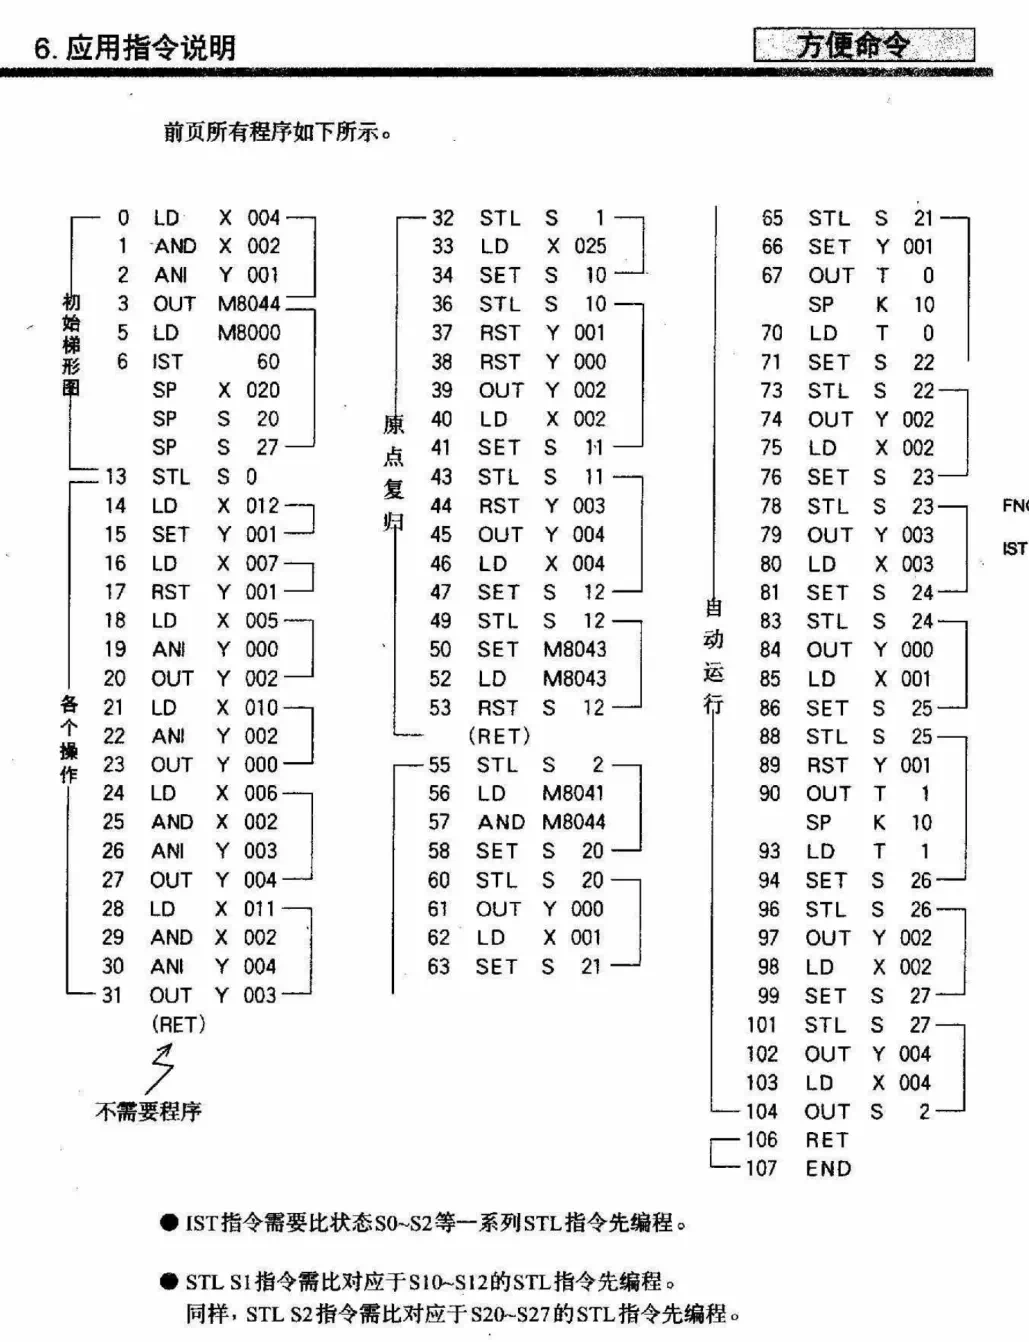 6. 应用指令说明
方便命令
前页所有程序如下所示。
初始梯形图
0 LD X 004
1 AND X 002
2 ANI Y 001
3 OUT M8044
5 LD M8000
6 IST 60
SP X 020
SP S 20
SP S 27
各个操作
13 STL S 0
14 LD X 012
15 SET Y 001
16 LD X 007
17 RST Y 001
18 LD X 005
19 ANI Y 000
20 OUT Y 002
21 LD X 010
22 ANI Y 002
23 OUT Y 000
24 LD X 006
25 AND X 002
26 ANI Y 003
27 OUT Y 004
28 LD X 011
29 AND X 002
30 ANI Y 004
31 OUT Y 003
(RET)
不需要程序
原点复归
32 STL S 1
33 LD X 025
34 SET S 10
36 STL S 10
37 RST Y 001
38 RST Y 000
39 OUT Y 002
40 LD X 002
41 SET S 11
43 STL S 11
44 RST Y 003
45 OUT Y 004
46 LD X 004
47 SET S 12
49 STL S 12
50 SET M8043
52 LD M8043
53 RST S 12
(RET)
55 STL S 2
56 LD M8041
57 AND M8044
58 SET S 20
60 STL S 20
61 OUT Y 000
62 LD X 001
63 SET S 21
自动运行
65 STL S 21
66 SET Y 001
67 OUT T 0
SP K 10
70 LD T 0
71 SET S 22
73 STL S 22
74 OUT Y 002
75 LD X 002
76 SET S 23
78 STL S 23
79 OUT Y 003
80 LD X 003
81 SET S 24
83 STL S 24
84 OUT Y 000
85 LD X 001
86 SET S 25
88 STL S 25
89 RST Y 001
90 OUT T 1
SP K 10
93 LD T 1
94 SET S 26
96 STL S 26
97 OUT Y 002
98 LD X 002
99 SET S 27
101 STL S 27
102 OUT Y 004
103 LD X 004
104 OUT S 2
106 RET
107 END
IST
● IST指令需要比状态S0~S2等一系列STL指令先编程。
● STL S1指令需比对应于S10~S12的STL指令先编程。
同样，STL S2指令需比对应于S20~S27的STL指令先编程。